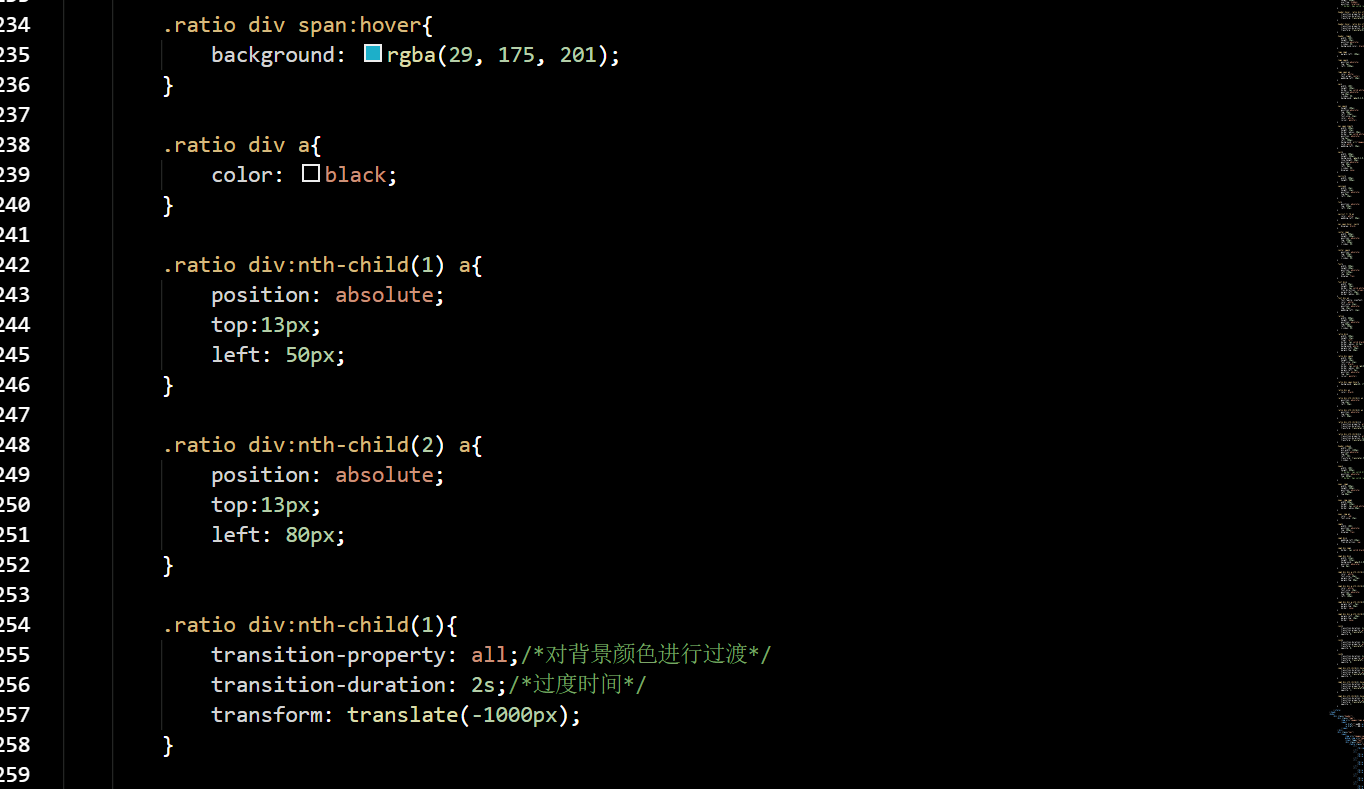 234 .ratio div span:hover{
235 background: rgba(29, 175, 201);
236 }
237
238 .ratio div a{
239 color: black;
240 }
241
242 .ratio div:nth-child(1) a{
243 position: absolute;
244 top:13px;
245 left: 50px;
246 }
247
248 .ratio div:nth-child(2) a{
249 position: absolute;
250 top:13px;
251 left: 80px;
252 }
253
254 .ratio div:nth-child(1){
255 transition-property: all;/*对背景颜色进行过渡*/
256 transition-duration: 2s;/*过度时间*/
257 transform: translate(-1000px);
258 }
259